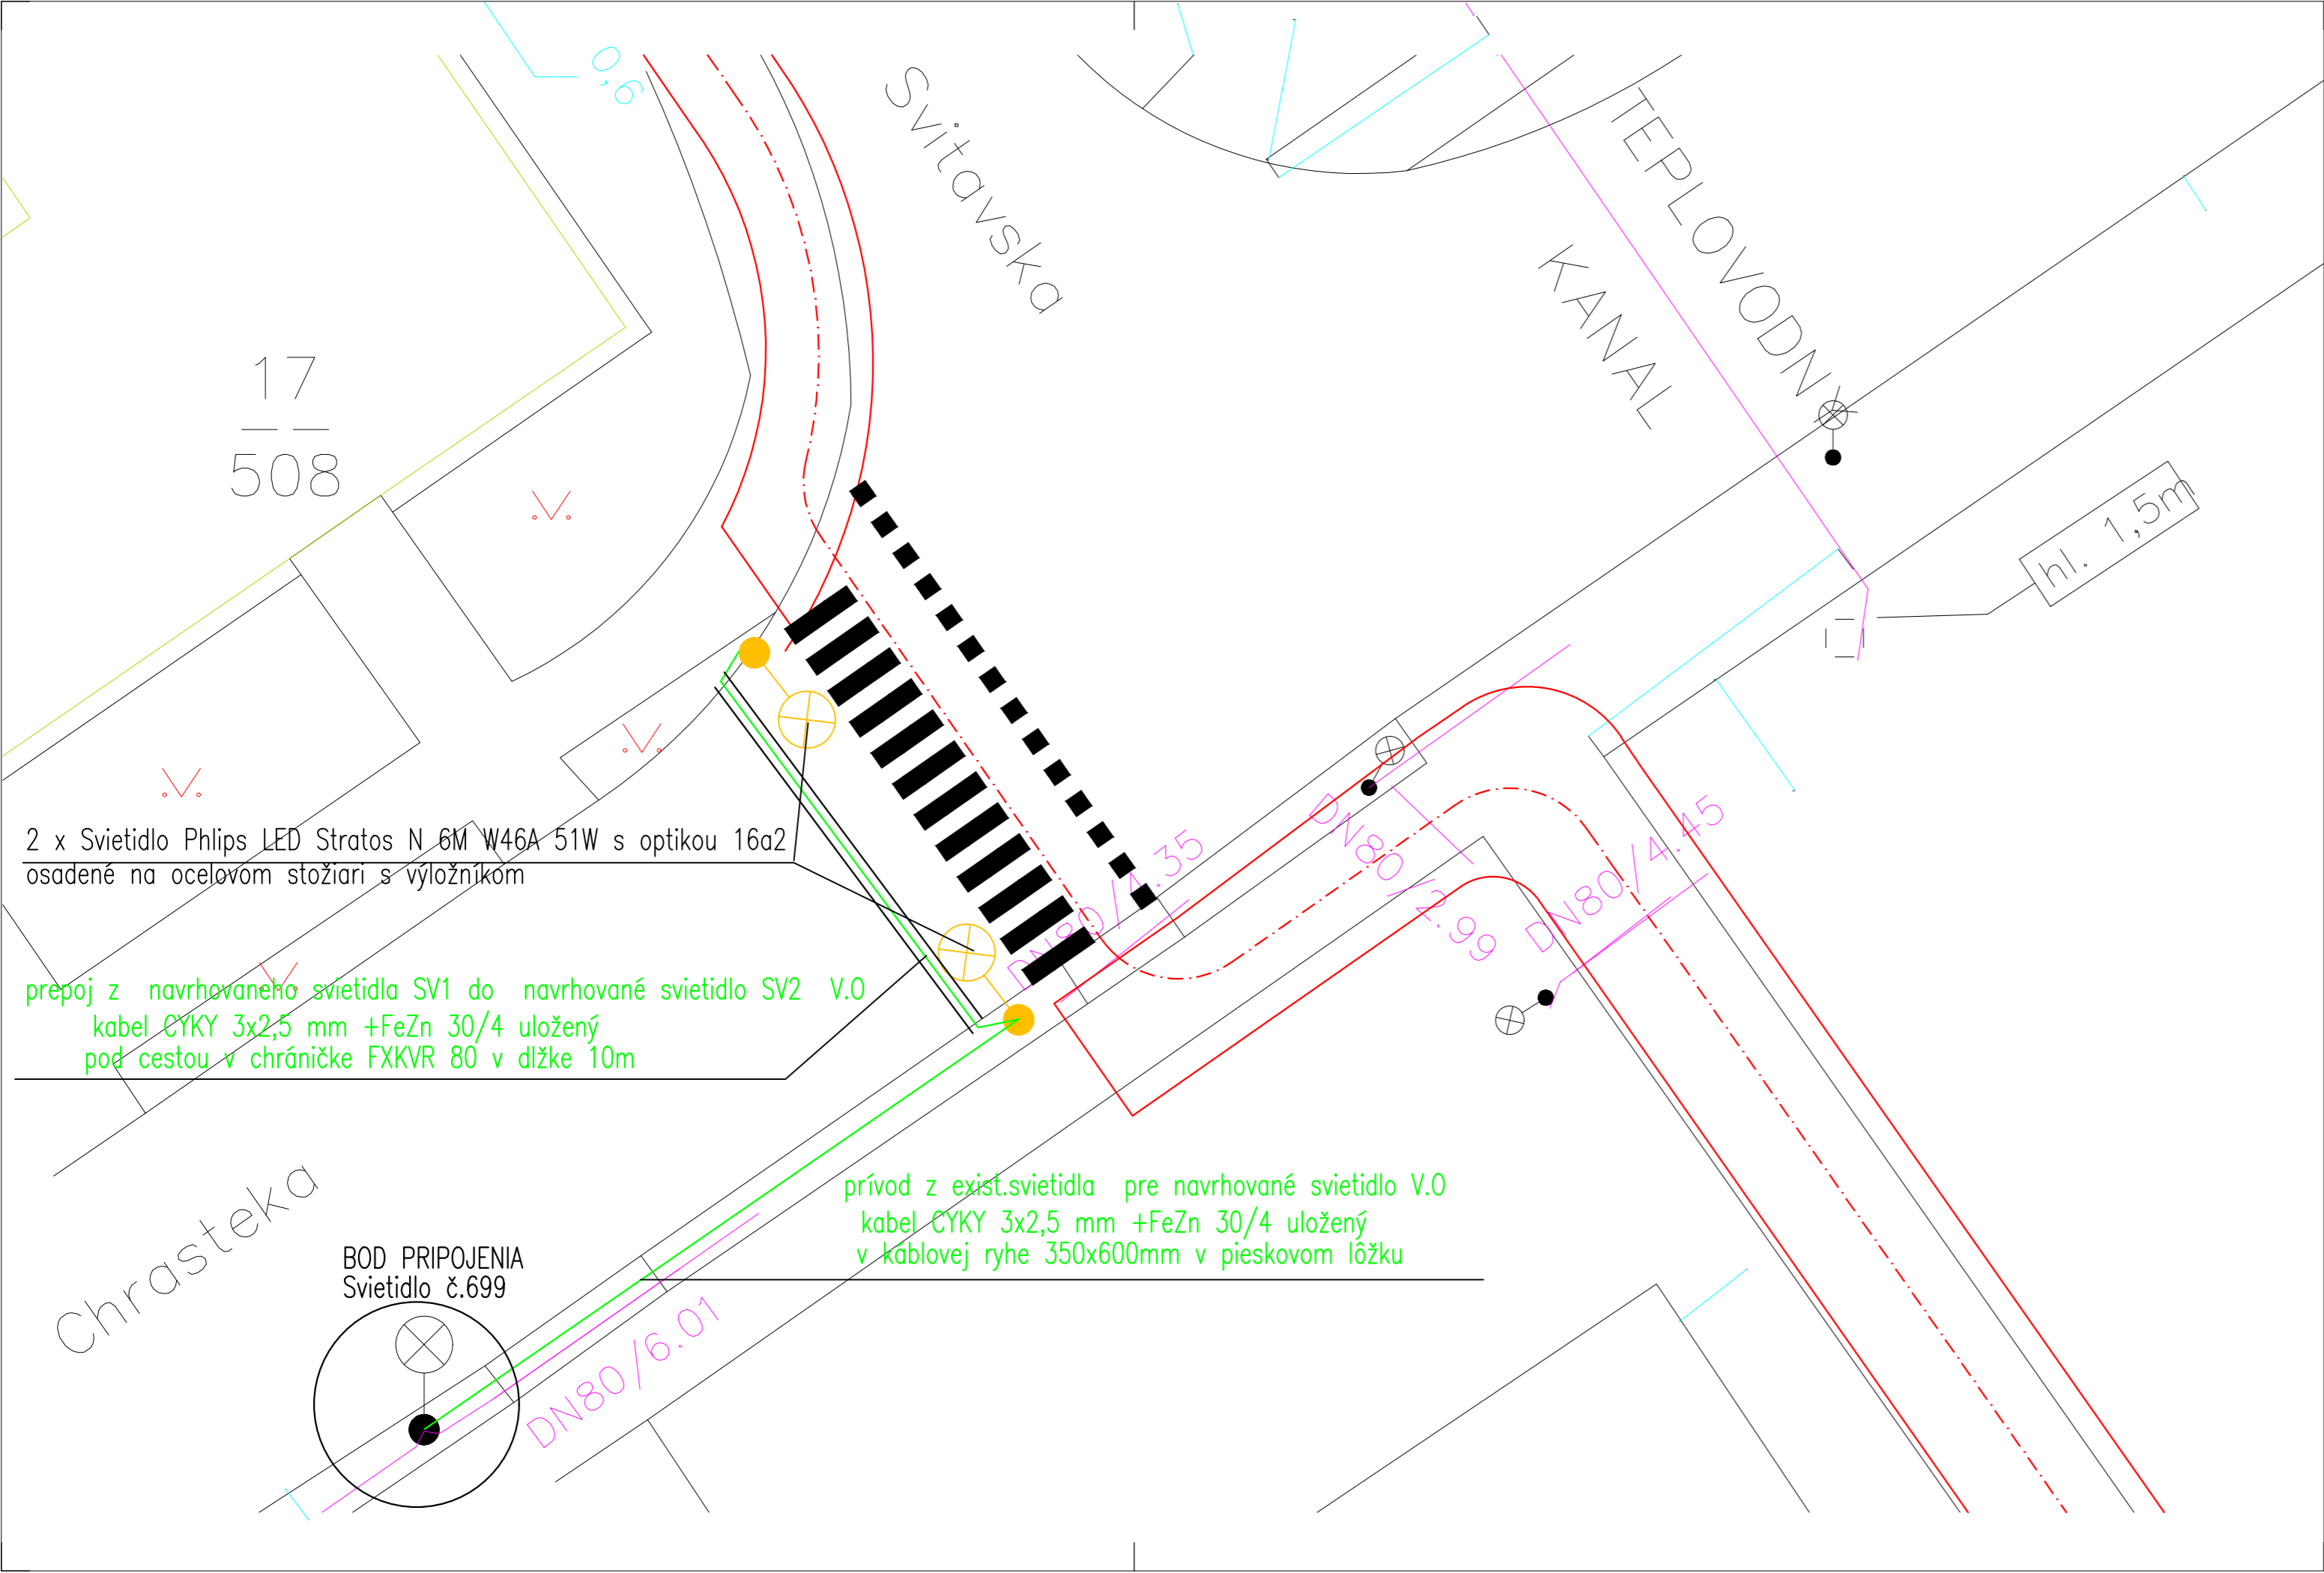 0,6
Svitavska
TEPLOVODNY
KANAL
17
508
hl. 1,5m
2 x Svietidlo Phlips LED Stratos N 6M W46A 51W s optikou 16a2
osadené na ocelovom stožiari s výložníkom
DN80/4.35
DN80/2.99
DN80/4.45
prepoj z navrhovaneho svietidla SV1 do navrhované svietidlo SV2 V.O
kabel CYKY 3x2,5 mm +FeZn 30/4 uložený
pod cestou v chráničke FXKVR 80 v dlžke 10m
Chrasteka
prívod z exist.svietidla pre navrhované svietidlo V.O
kabel CYKY 3x2,5 mm +FeZn 30/4 uložený
v káblovej ryhe 350x600mm v pieskovom lôžku
BOD PRIPOJENIA
Svietidlo č.699
DN80/6.01